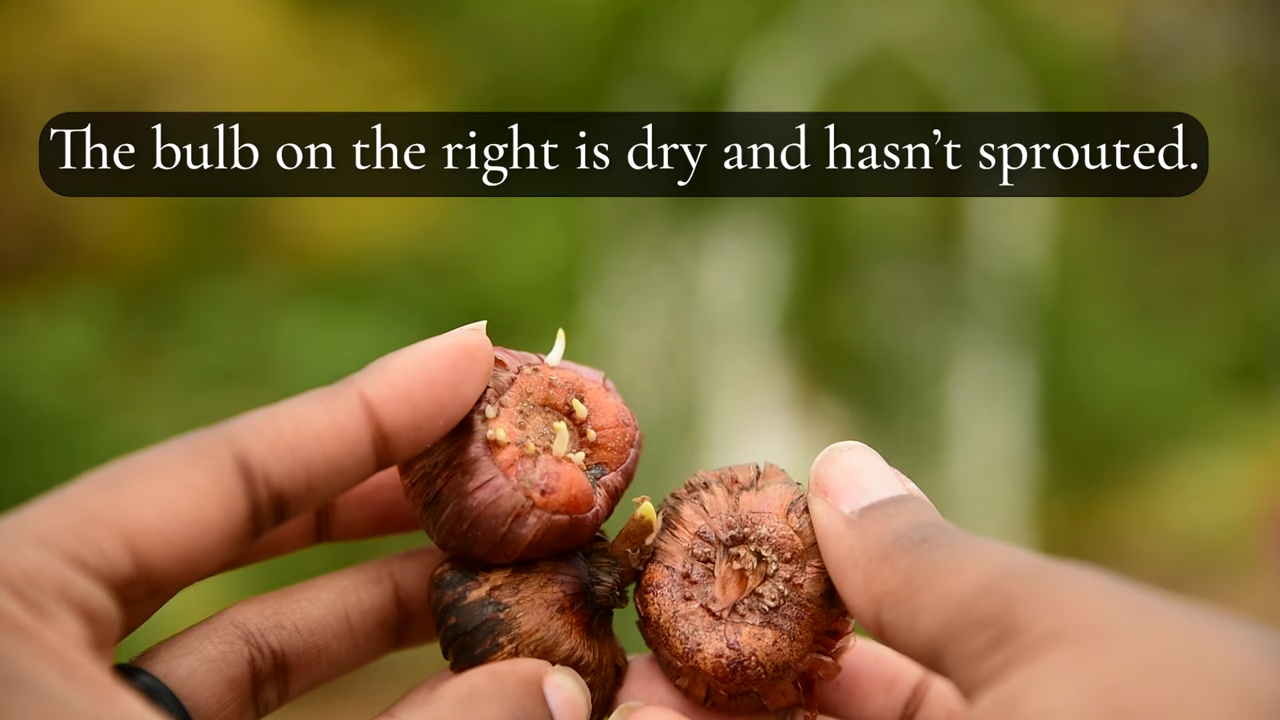 The bulb on the right is dry and hasn’t sprouted.